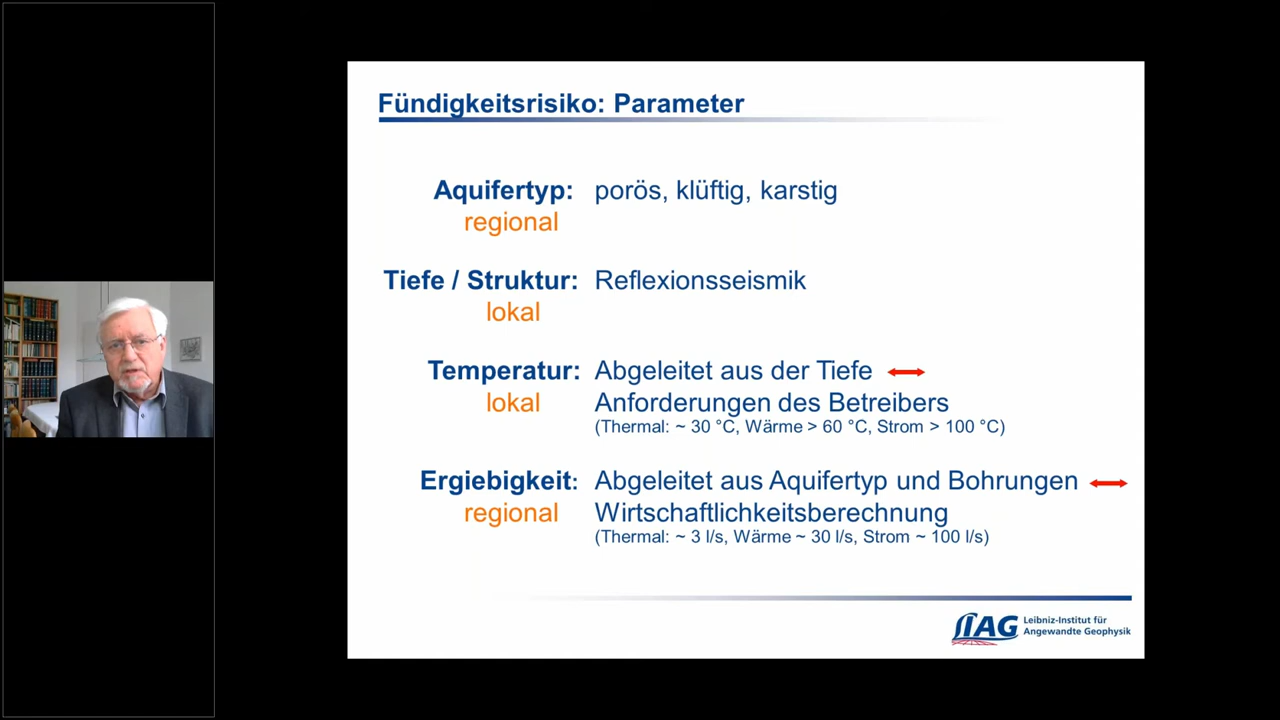 Fündigkeitsrisiko: Parameter
Aquifertyp: porös, klüftig, karstig
regional
Tiefe / Struktur: Reflexionsseismik
lokal
Temperatur: Abgeleitet aus der Tiefe
lokal Anforderungen des Betreibers
(Thermal: ~ 30 °C, Wärme > 60 °C, Strom > 100 °C)
Ergiebigkeit: Abgeleitet aus Aquifertyp und Bohrungen
regional Wirtschaftlichkeitsberechnung
(Thermal: ~ 3 l/s, Wärme ~ 30 l/s, Strom ~ 100 l/s)
LIAG Leibniz-Institut für
Angewandte Geophysik